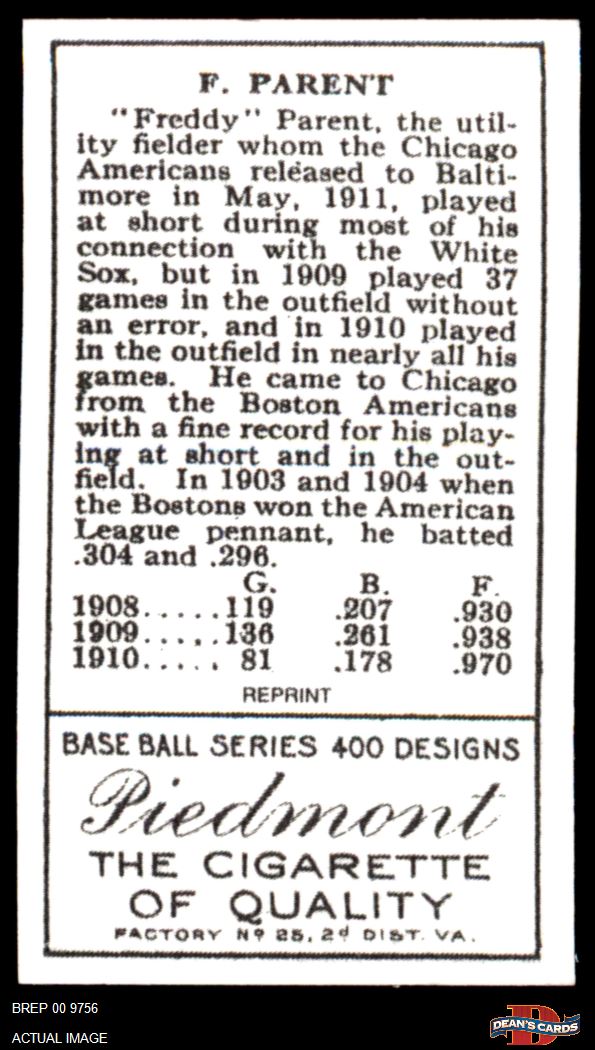 F. PARENT
"Freddy" Parent, the util-
ity fielder whom the Chicago
Americans released to Balti-
more in May, 1911, played
at short during most of his
connection with the White
Sox, but in 1909 played 37
games in the outfield without
an error, and in 1910 played
in the outfield in nearly all his
games. He came to Chicago
from the Boston Americans
with a fine record for his play-
ing at short and in the out-
field. In 1903 and 1904 when
the Bostons won the American
League pennant, he batted
.304 and .296.
G. B. F.
1908.....119 .207 .930
1909.....136 .261 .938
1910..... 81 .178 .970
REPRINT
BASE BALL SERIES 400 DESIGNS
Piedmont
THE CIGARETTE
OF QUALITY
FACTORY Nº 25, 2d DIST. VA.
BREP 00 9756
ACTUAL IMAGE
D
DEAN'S CARDS